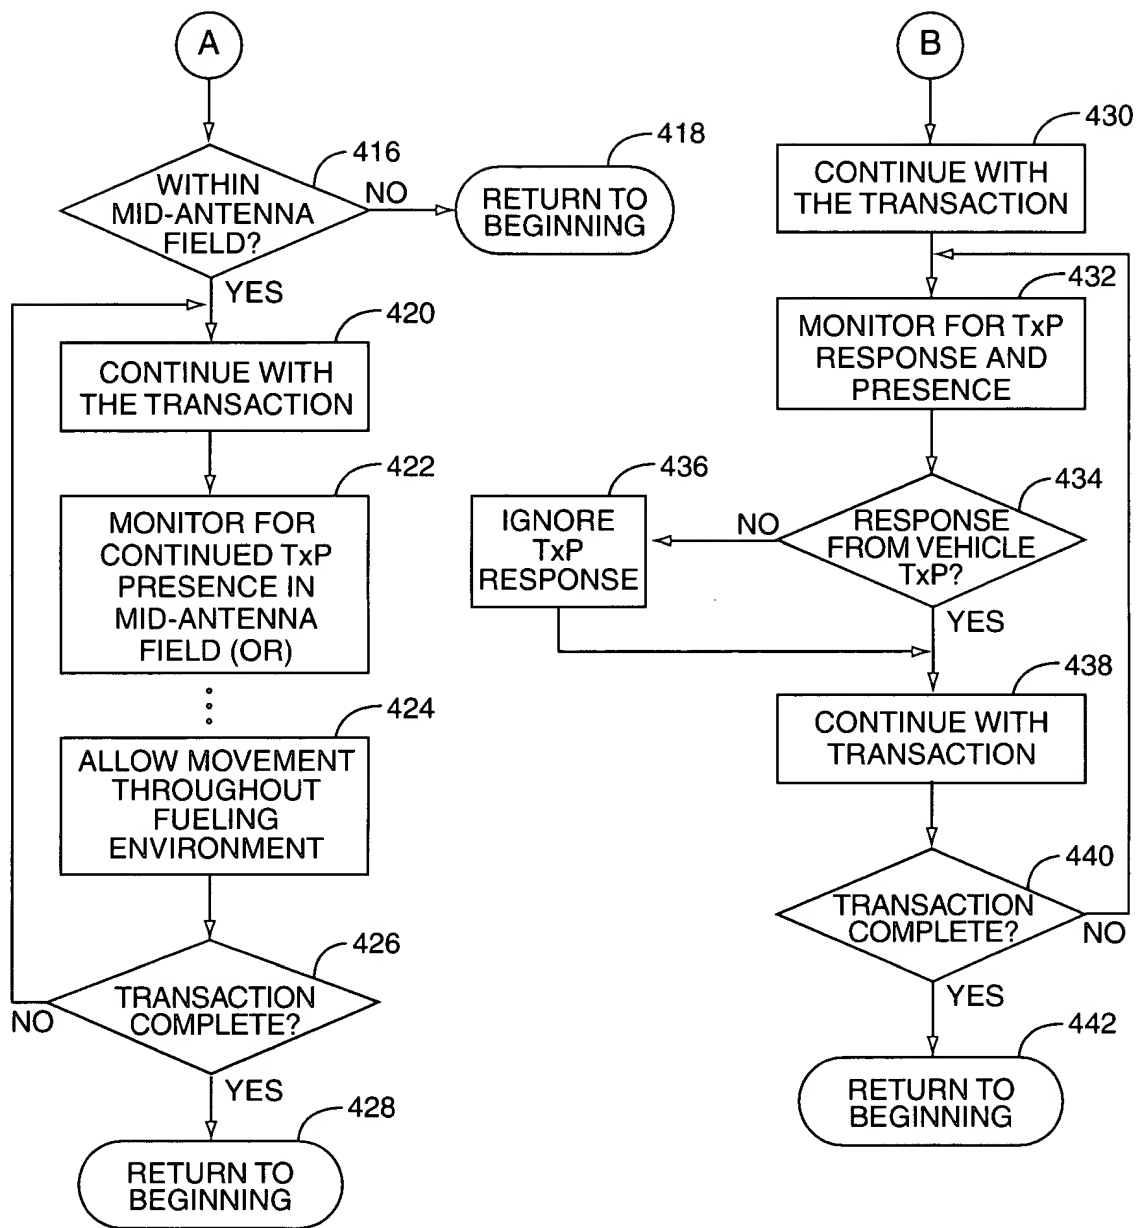 A
416
WITHIN
MID-ANTENNA
FIELD?
NO
418
RETURN TO
BEGINNING
YES
420
CONTINUE WITH
THE TRANSACTION
422
MONITOR FOR
CONTINUED TxP
PRESENCE IN
MID-ANTENNA
FIELD (OR)
424
ALLOW MOVEMENT
THROUGHOUT
FUELING
ENVIRONMENT
426
TRANSACTION
COMPLETE?
NO
YES
428
RETURN TO
BEGINNING
B
430
CONTINUE WITH
THE TRANSACTION
432
MONITOR FOR TxP
RESPONSE AND
PRESENCE
434
RESPONSE
FROM VEHICLE
TxP?
NO
436
IGNORE
TxP
RESPONSE
YES
438
CONTINUE WITH
TRANSACTION
440
TRANSACTION
COMPLETE?
NO
YES
442
RETURN TO
BEGINNING